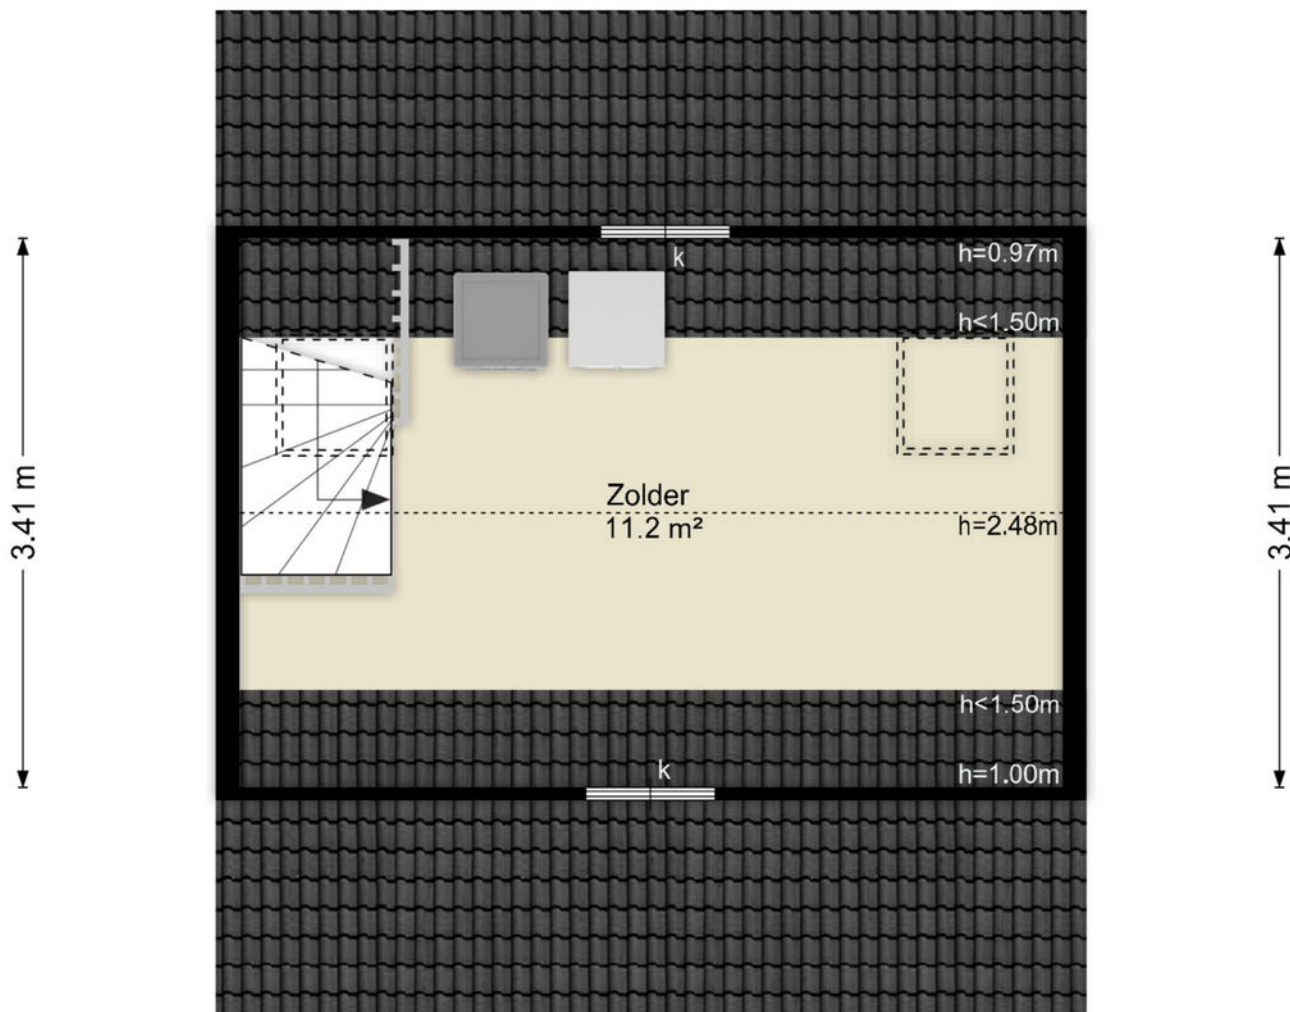 k
h=0.97m
h<1.50m
3.41 m
3.41 m
Zolder
11.2 m²
h=2.48m
h<1.50m
k
h=1.00m